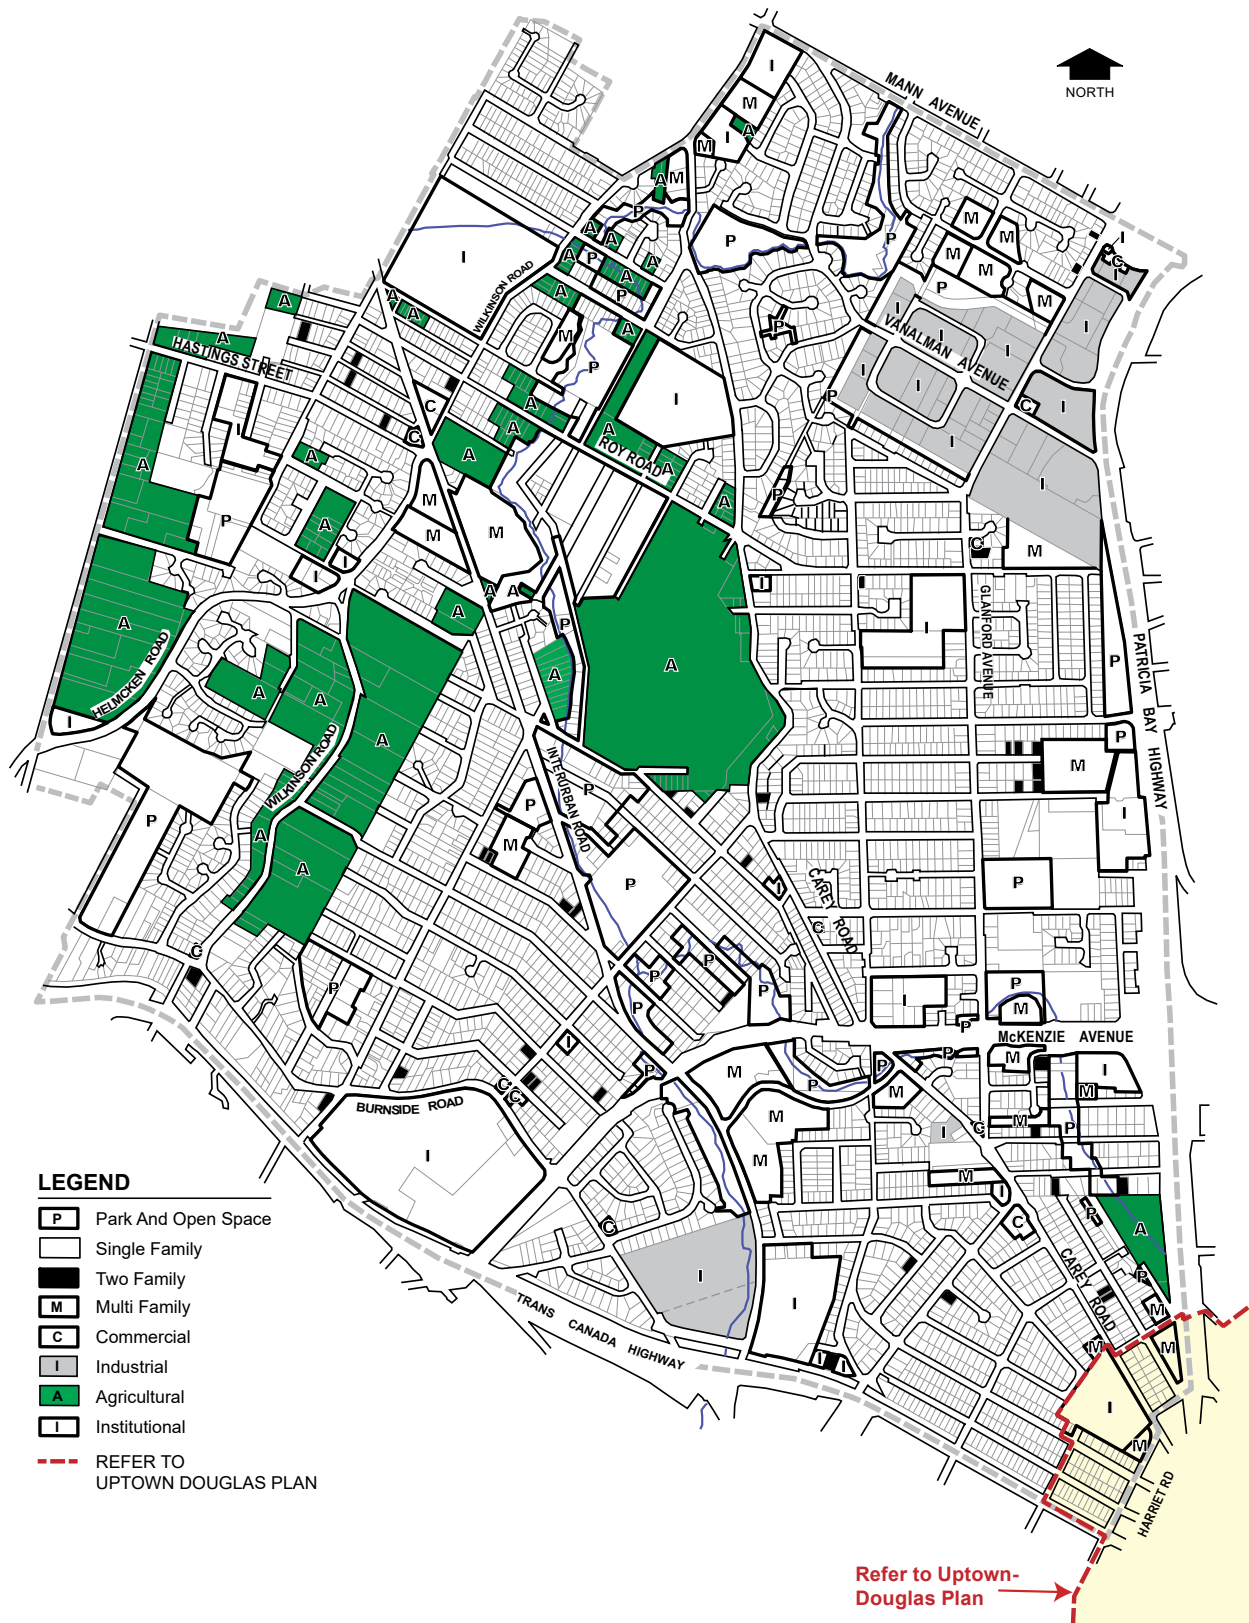 MANN AVENUE
NORTH
WILKINSON ROAD
HASTINGS STREET
VANALMAN AVENUE
ROY ROAD
GLANFORD AVENUE
PATRICIA BAY HIGHWAY
HELMCKEN ROAD
WILKINSON ROAD
INTERURBAN ROAD
CAREY ROAD
McKENZIE AVENUE
BURNSIDE ROAD
CAREY ROAD
TRANS CANADA HIGHWAY
HARRIET RD
LEGEND
P Park And Open Space
Single Family
Two Family
M Multi Family
C Commercial
I Industrial
A Agricultural
I Institutional
REFER TO
UPTOWN DOUGLAS PLAN
Refer to Uptown-
Douglas Plan